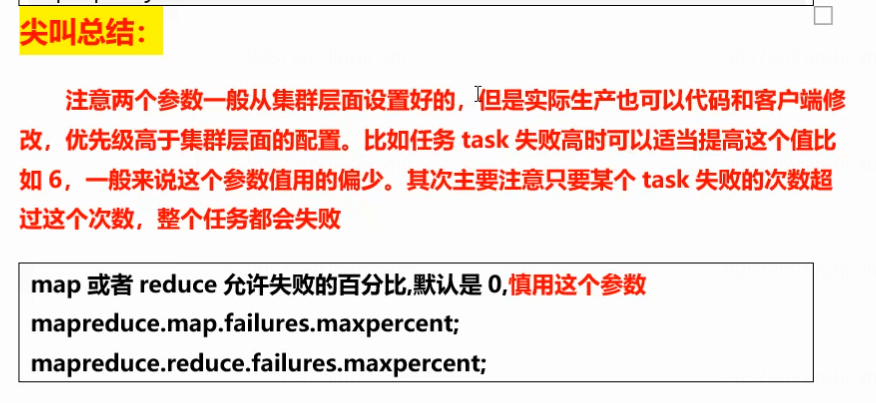 尖叫总结：
注意两个参数一般从集群层面设置好的，但是实际生产也可以代码和客户端修
改，优先级高于集群层面的配置。比如任务 task 失败高时可以适当提高这个值比
如 6，一般来说这个参数值用的偏少。其次主要注意只要某个 task 失败的次数超
过这个次数，整个任务都会失败
map 或者 reduce 允许失败的百分比,默认是 0,慎用这个参数
mapreduce.map.failures.maxpercent;
mapreduce.reduce.failures.maxpercent;